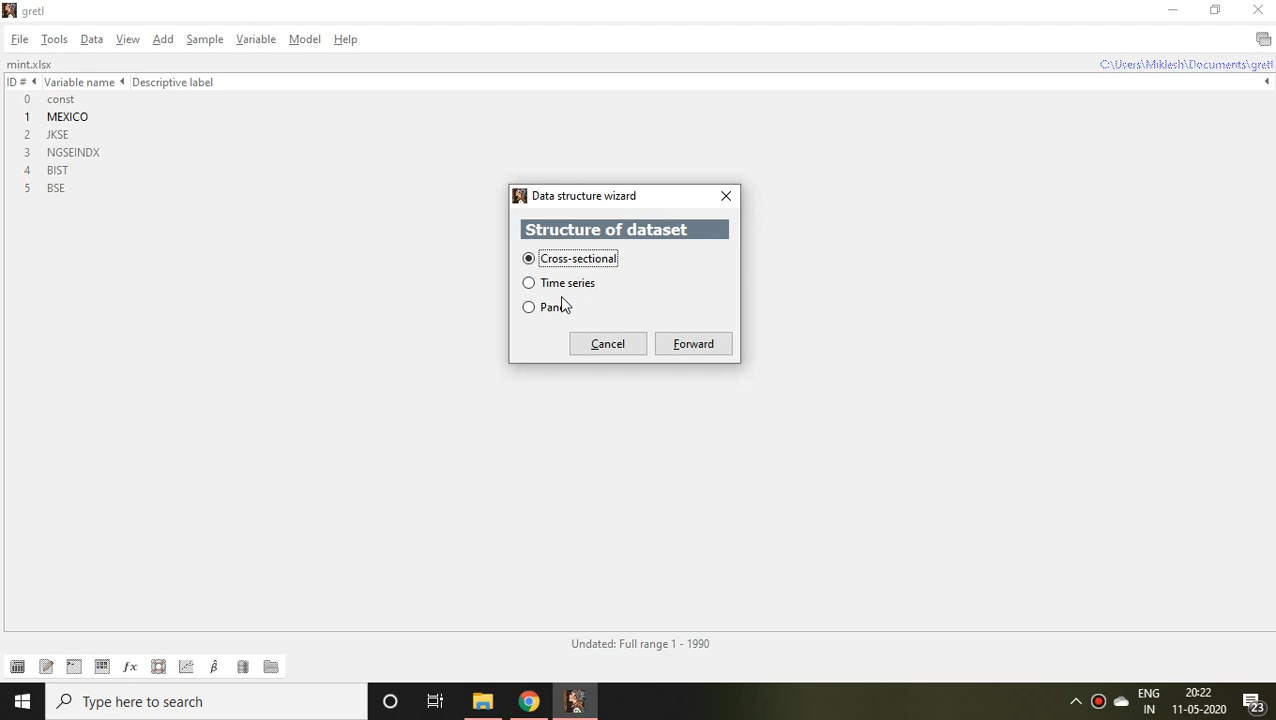 gretl
File Tools Data View Add Sample Variable Model Help
mint.xlsx C:\Users\Miklesh\Documents\gretl
ID # Variable name Descriptive label
0 const
1 MEXICO
2 JKSE
3 NGSEINDX
4 BIST
5 BSE
Data structure wizard
Structure of dataset
Cross-sectional
Time series
Cancel Forward
Undated: Full range 1 - 1990
fx β
Type here to search
ENG 20:22
IN 11-05-2020 23